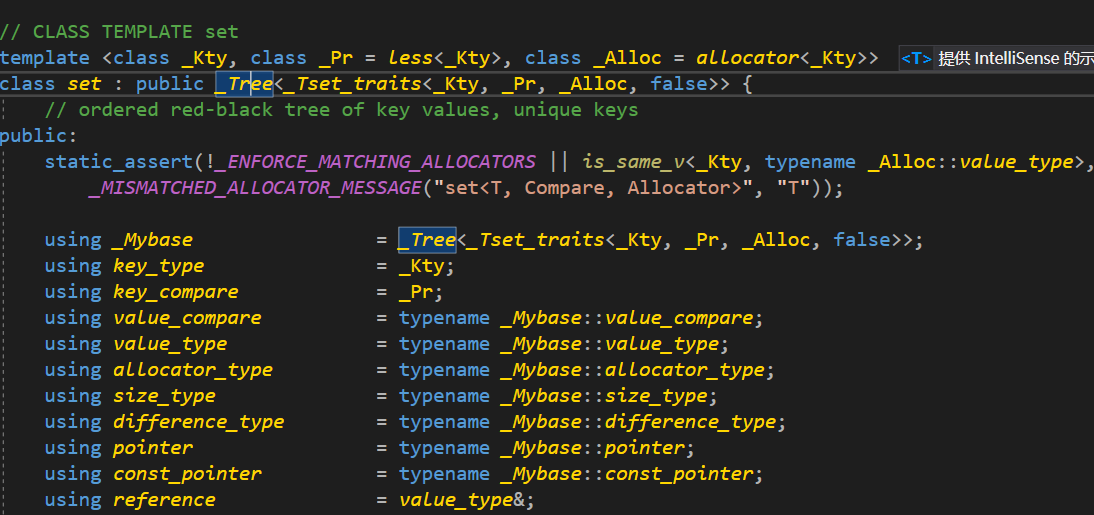 // CLASS TEMPLATE set
template <class _Kty, class _Pr = less<_Kty>, class _Alloc = allocator<_Kty>> <T> 提供 IntelliSense 的示
class set : public _Tree<_Tset_traits<_Kty, _Pr, _Alloc, false>> {
// ordered red-black tree of key values, unique keys
public:
static_assert(!_ENFORCE_MATCHING_ALLOCATORS || is_same_v<_Kty, typename _Alloc::value_type>,
_MISMATCHED_ALLOCATOR_MESSAGE("set<T, Compare, Allocator>", "T"));
using _Mybase = _Tree<_Tset_traits<_Kty, _Pr, _Alloc, false>>;
using key_type = _Kty;
using key_compare = _Pr;
using value_compare = typename _Mybase::value_compare;
using value_type = typename _Mybase::value_type;
using allocator_type = typename _Mybase::allocator_type;
using size_type = typename _Mybase::size_type;
using difference_type = typename _Mybase::difference_type;
using pointer = typename _Mybase::pointer;
using const_pointer = typename _Mybase::const_pointer;
using reference = value_type&;